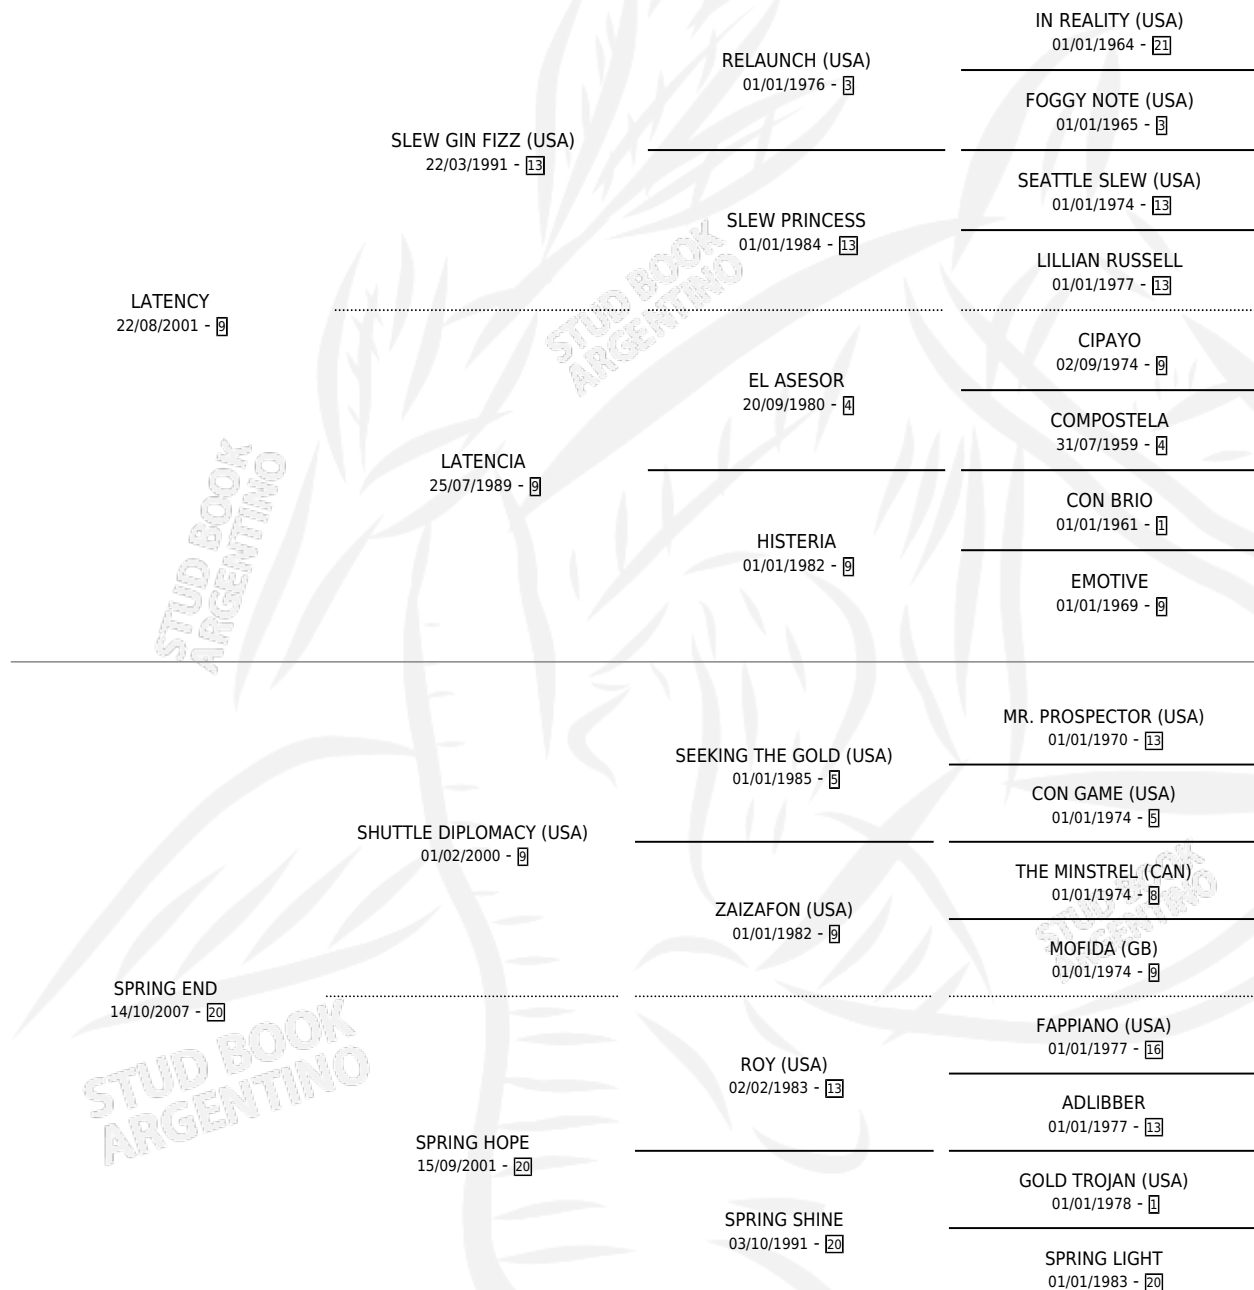 IN REALITY (USA)
01/01/1964 - 21
RELAUNCH (USA)
01/01/1976 - 3
FOGGY NOTE (USA)
01/01/1965 - 3
SLEW GIN FIZZ (USA)
22/03/1991 - 13
SEATTLE SLEW (USA)
01/01/1974 - 13
SLEW PRINCESS
01/01/1984 - 13
LILLIAN RUSSELL
01/01/1977 - 13
LATENCY
22/08/2001 - 9
CIPAYO
02/09/1974 - 9
EL ASESOR
20/09/1980 - 4
COMPOSTELA
31/07/1959 - 4
LATENCIA
25/07/1989 - 9
CON BRIO
01/01/1961 - 1
HISTERIA
01/01/1982 - 9
EMOTIVE
01/01/1969 - 9
STUD BOOK
ARGENTINO
STUD BOOK
ARGENTINO
MR. PROSPECTOR (USA)
01/01/1970 - 13
SEEKING THE GOLD (USA)
01/01/1985 - 5
CON GAME (USA)
01/01/1974 - 5
SHUTTLE DIPLOMACY (USA)
01/02/2000 - 9
THE MINSTREL (CAN)
01/01/1974 - 8
ZAIZAFON (USA)
01/01/1982 - 9
MOFIDA (GB)
01/01/1974 - 9
STUD BOOK
ARGENTINO
SPRING END
14/10/2007 - 20
FAPPIANO (USA)
01/01/1977 - 16
ROY (USA)
02/02/1983 - 13
ADLIBBER
01/01/1977 - 13
STUD BOOK
ARGENTINO
SPRING HOPE
15/09/2001 - 20
GOLD TROJAN (USA)
01/01/1978 - 1
SPRING SHINE
03/10/1991 - 20
SPRING LIGHT
01/01/1983 - 20